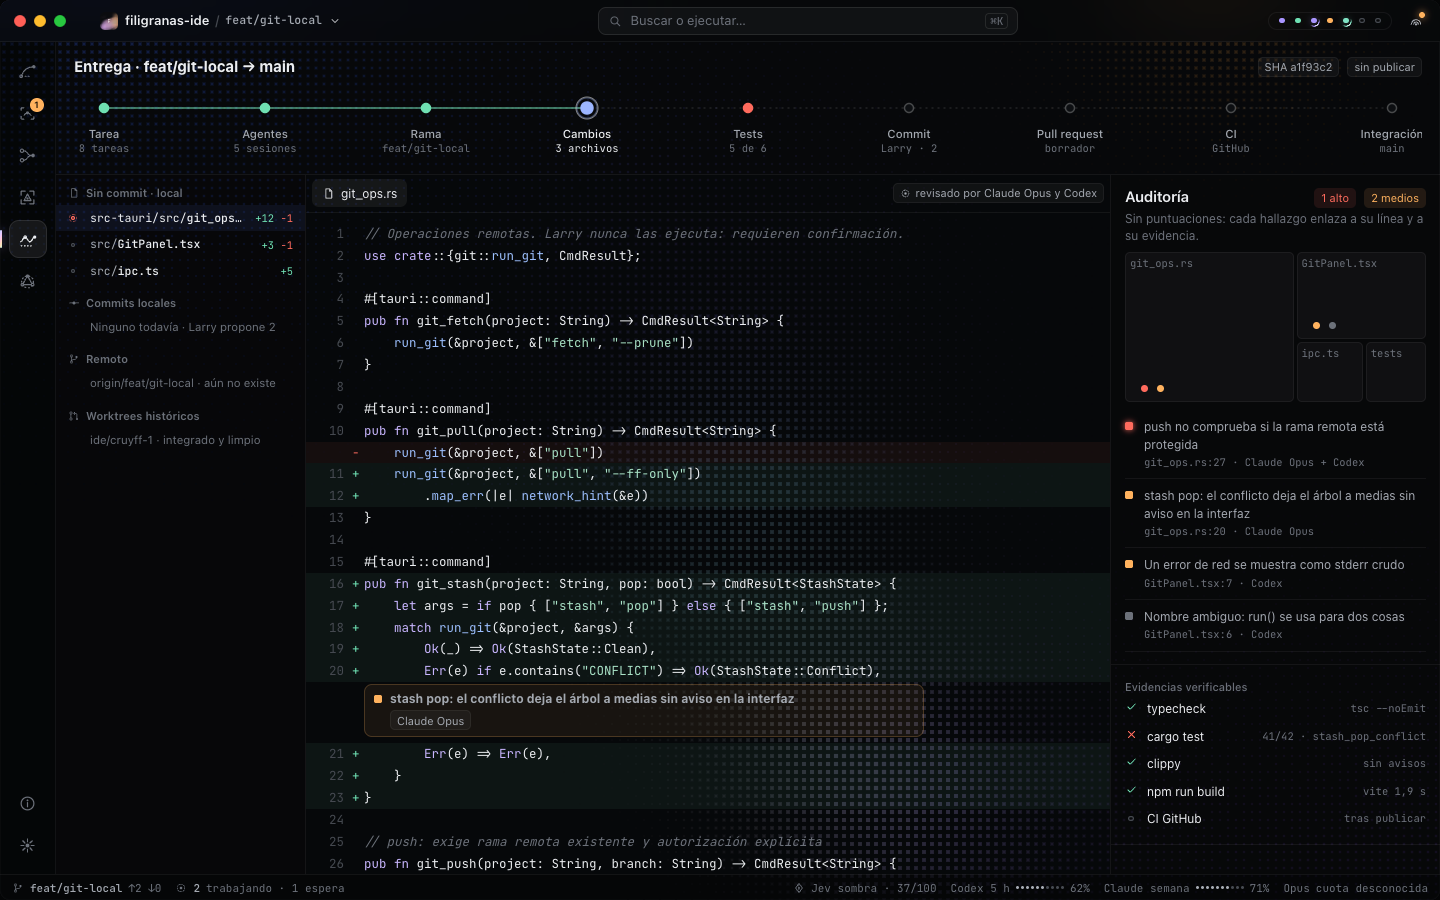 filigranas-ide / feat/git-local
Buscar o ejecutar…
⌘K
Entrega · feat/git-local → main
SHA a1f93c2
sin publicar
1
Tarea
8 tareas
Agentes
5 sesiones
Rama
feat/git-local
Cambios
3 archivos
Tests
5 de 6
Commit
Larry · 2
Pull request
borrador
CI
GitHub
Integración
main
Sin commit · local
src-tauri/src/git_ops… +12 -1
src/GitPanel.tsx +3 -1
src/ipc.ts +5
Commits locales
Ninguno todavía · Larry propone 2
Remoto
origin/feat/git-local · aún no existe
Worktrees históricos
ide/cruyff-1 · integrado y limpio
git_ops.rs
revisado por Claude Opus y Codex
1 // Operaciones remotas. Larry nunca las ejecuta: requieren confirmación.
2 use crate::{git::run_git, CmdResult};
3
4 #[tauri::command]
5 pub fn git_fetch(project: String) -> CmdResult<String> {
6 run_git(&project, &["fetch", "--prune"])
7 }
8
9 #[tauri::command]
10 pub fn git_pull(project: String) -> CmdResult<String> {
- run_git(&project, &["pull"])
11 + run_git(&project, &["pull", "--ff-only"])
12 + .map_err(|e| network_hint(&e))
13 }
14
15 #[tauri::command]
16 + pub fn git_stash(project: String, pop: bool) -> CmdResult<StashState> {
17 + let args = if pop { ["stash", "pop"] } else { ["stash", "push"] };
18 + match run_git(&project, &args) {
19 + Ok(_) => Ok(StashState::Clean),
20 + Err(e) if e.contains("CONFLICT") => Ok(StashState::Conflict),
stash pop: el conflicto deja el árbol a medias sin aviso en la interfaz
Claude Opus
21 + Err(e) => Err(e),
22 + }
23 + }
24
25 // push: exige rama remota existente y autorización explícita
26 pub fn git_push(project: String, branch: String) -> CmdResult<String> {
Auditoría
1 alto
2 medios
Sin puntuaciones: cada hallazgo enlaza a su línea y a
su evidencia.
git_ops.rs
GitPanel.tsx
ipc.ts
tests
push no comprueba si la rama remota está
protegida
git_ops.rs:27 · Claude Opus + Codex
stash pop: el conflicto deja el árbol a medias sin
aviso en la interfaz
git_ops.rs:20 · Claude Opus
Un error de red se muestra como stderr crudo
GitPanel.tsx:7 · Codex
Nombre ambiguo: run() se usa para dos cosas
GitPanel.tsx:6 · Codex
Evidencias verificables
typecheck tsc --noEmit
cargo test 41/42 · stash_pop_conflict
clippy sin avisos
npm run build vite 1,9 s
CI GitHub tras publicar
feat/git-local ↑2 ↓0
2 trabajando · 1 espera
Jev sombra · 37/100
Codex 5 h 62%
Claude semana 71%
Opus cuota desconocida